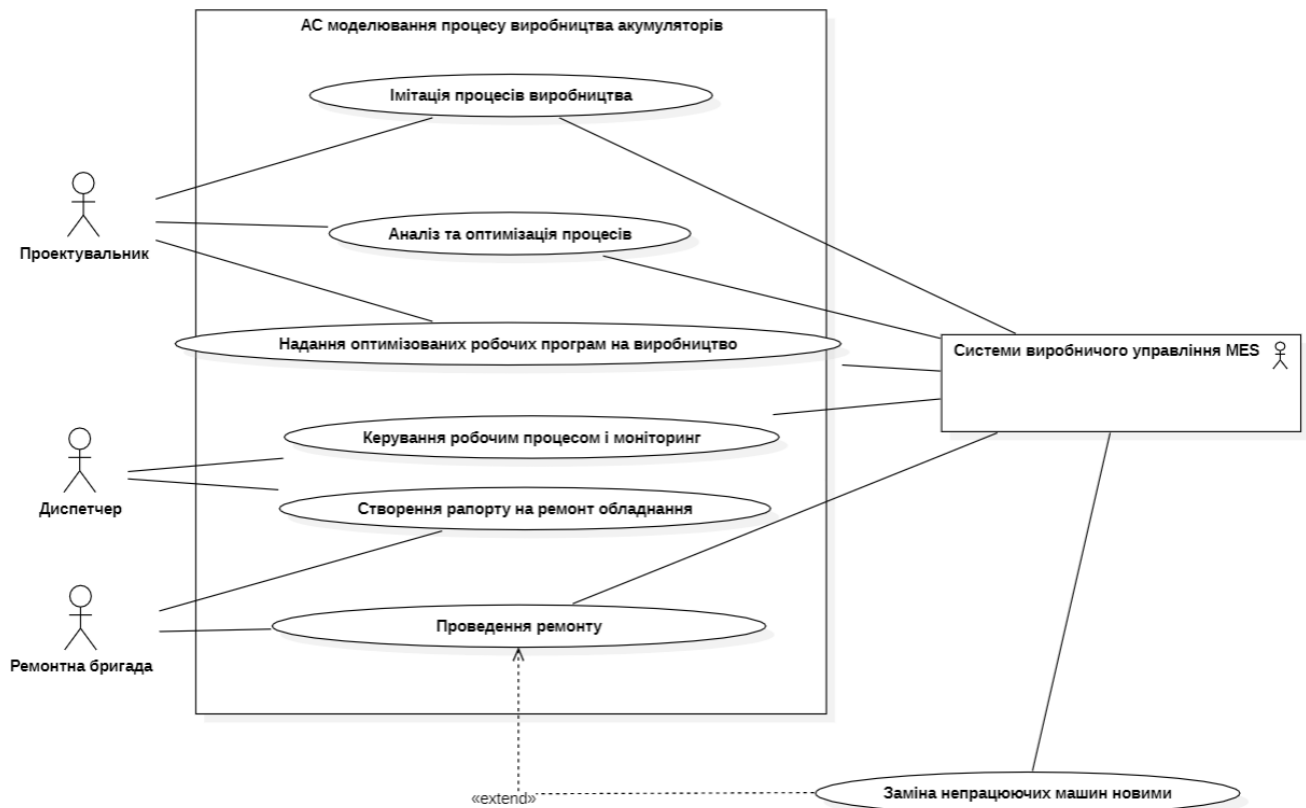 АС моделювання процесу виробництва акумуляторів
Імітація процесів виробництва
Аналіз та оптимізація процесів
Проектувальник
Надання оптимізованих робочих програм на виробництво
Системи виробничого управління MES
Керування робочим процесом і моніторинг
Диспетчер
Створення рапорту на ремонт обладнання
Проведення ремонту
Ремонтна бригада
«extend»
Заміна непрацюючих машин новими